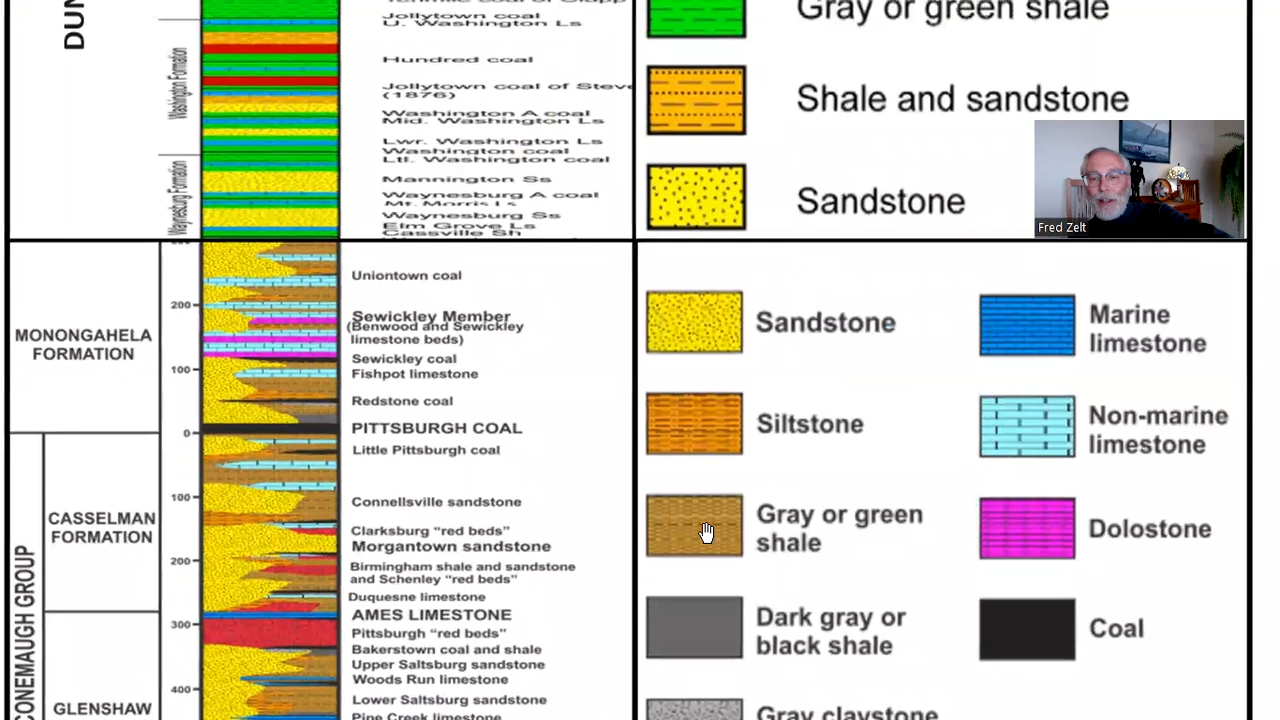 DUN
Washington Formation
Waynesburg Formation
Jollytown coal
U. Washington Ls
Hundred coal
Jollytown coal of Steve
(1876)
Washington A coal
Mid. Washington Ls
Lwr. Washington Ls
Washington coal
Ltl. Washington coal
Mannington Ss
Waynesburg A coal
Mt. Morris Ls
Waynesburg Ss
Elm Grove Ls
Cassville Sh
Gray or green shale
Shale and sandstone
Sandstone
Fred Zelt
MONONGAHELA
FORMATION
CONEMAUGH GROUP
CASSELMAN
FORMATION
GLENSHAW
200
100
0
100
200
300
400
Uniontown coal
Sewickley Member
(Benwood and Sewickley
limestone beds)
Sewickley coal
Fishpot limestone
Redstone coal
PITTSBURGH COAL
Little Pittsburgh coal
Connellsville sandstone
Clarksburg “red beds”
Morgantown sandstone
Birmingham shale and sandstone
and Schenley “red beds”
Duquesne limestone
AMES LIMESTONE
Pittsburgh “red beds”
Bakerstown coal and shale
Upper Saltsburg sandstone
Woods Run limestone
Lower Saltsburg sandstone
Pine Creek limestone
Sandstone
Siltstone
Gray or green
shale
Dark gray or
black shale
Gray claystone
Marine
limestone
Non-marine
limestone
Dolostone
Coal